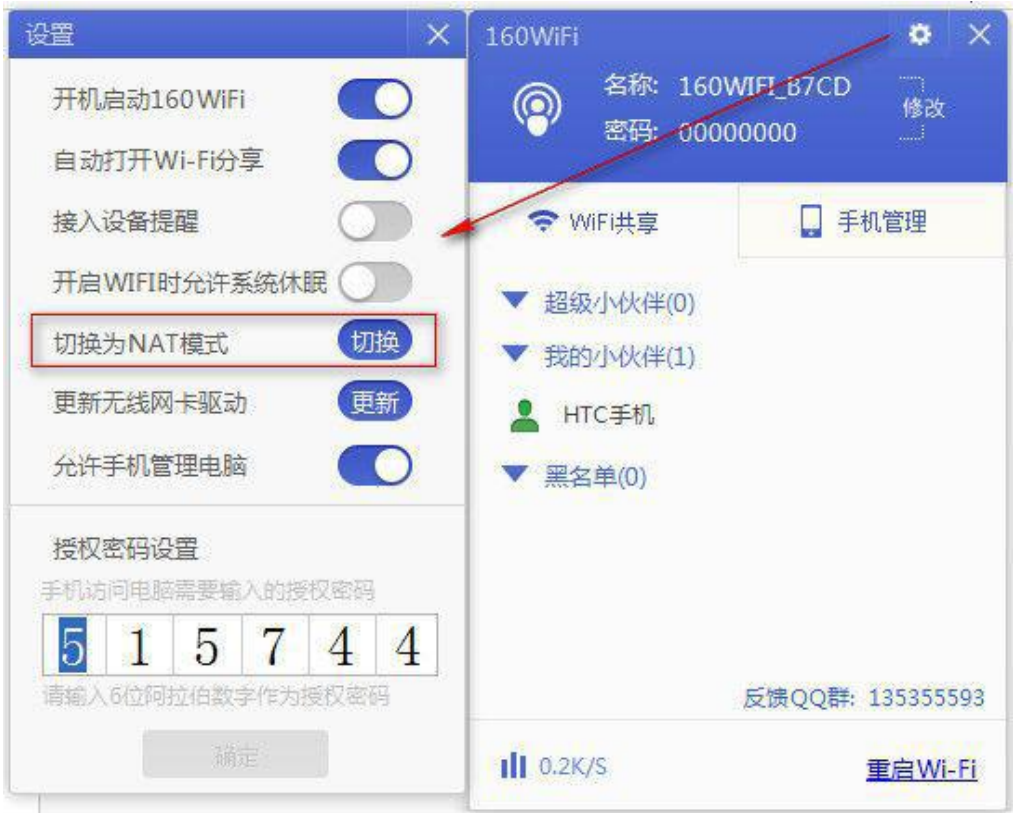 设置
开机启动160WiFi
自动打开Wi-Fi分享
接入设备提醒
开启WIFI时允许系统休眠
切换为NAT模式 切换
更新无线网卡驱动 更新
允许手机管理电脑
授权密码设置
手机访问电脑需要输入的授权密码
5 1 5 7 4 4
请输入6位阿拉伯数字作为授权密码
确定
160WiFi
名称: 160WIFI_B7CD
密码: 00000000
修改
WiFi共享 手机管理
超级小伙伴(0)
我的小伙伴(1)
HTC手机
黑名单(0)
反馈QQ群: 135355593
0.2K/S 重启Wi-Fi